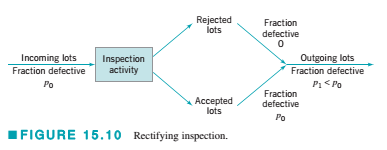 Rejected
lots
Fraction
defective
0
Incoming lots
Fraction defective
p0
Inspection
activity
Outgoing lots
Fraction defective
p1 < p0
Accepted
lots
Fraction
defective
p0
■FIGURE 15.10 Rectifying inspection.